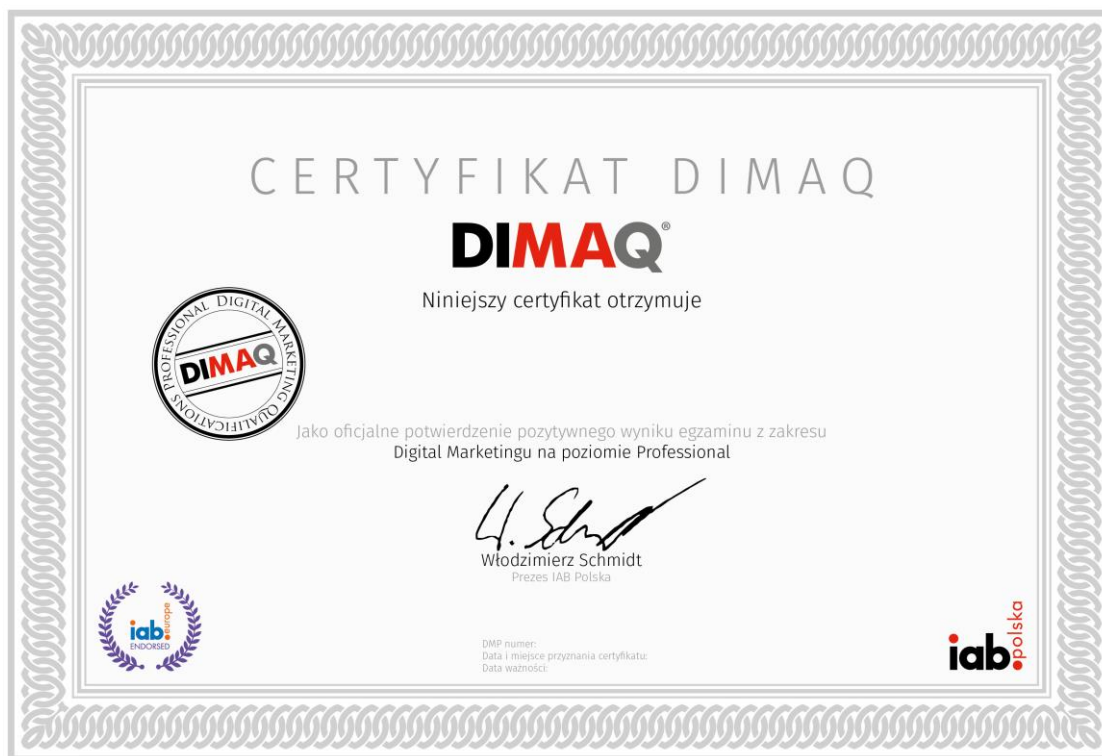 CERTYFIKAT DIMAQ
DIMAQ®
Niniejszy certyfikat otrzymuje
PROFESSIONAL DIGITAL MARKETING QUALIFICATIONS
DIMAQ
Jako oficjalne potwierdzenie pozytywnego wyniku egzaminu z zakresu
Digital Marketingu na poziomie Professional
W. Schmidt
Włodzimierz Schmidt
Prezes IAB Polska
iab.europe
ENDORSED
DMP numer:
Data i miejsce przyznania certyfikatu:
Data ważności:
iab.polska